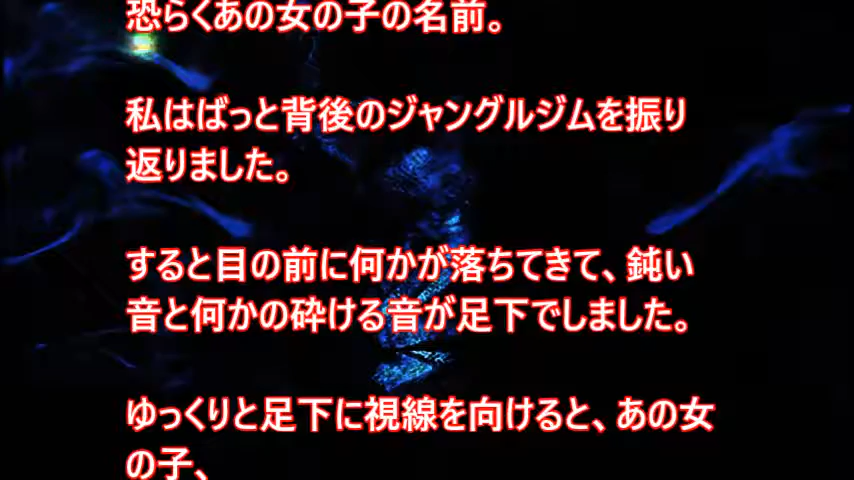 恐らくあの女の子の名前。
私はばっと背後のジャングルジムを振り
返りました。
すると目の前に何かが落ちてきて、鈍い
音と何かの砕ける音が足下でしました。
ゆっくりと足下に視線を向けると、あの女
の子、